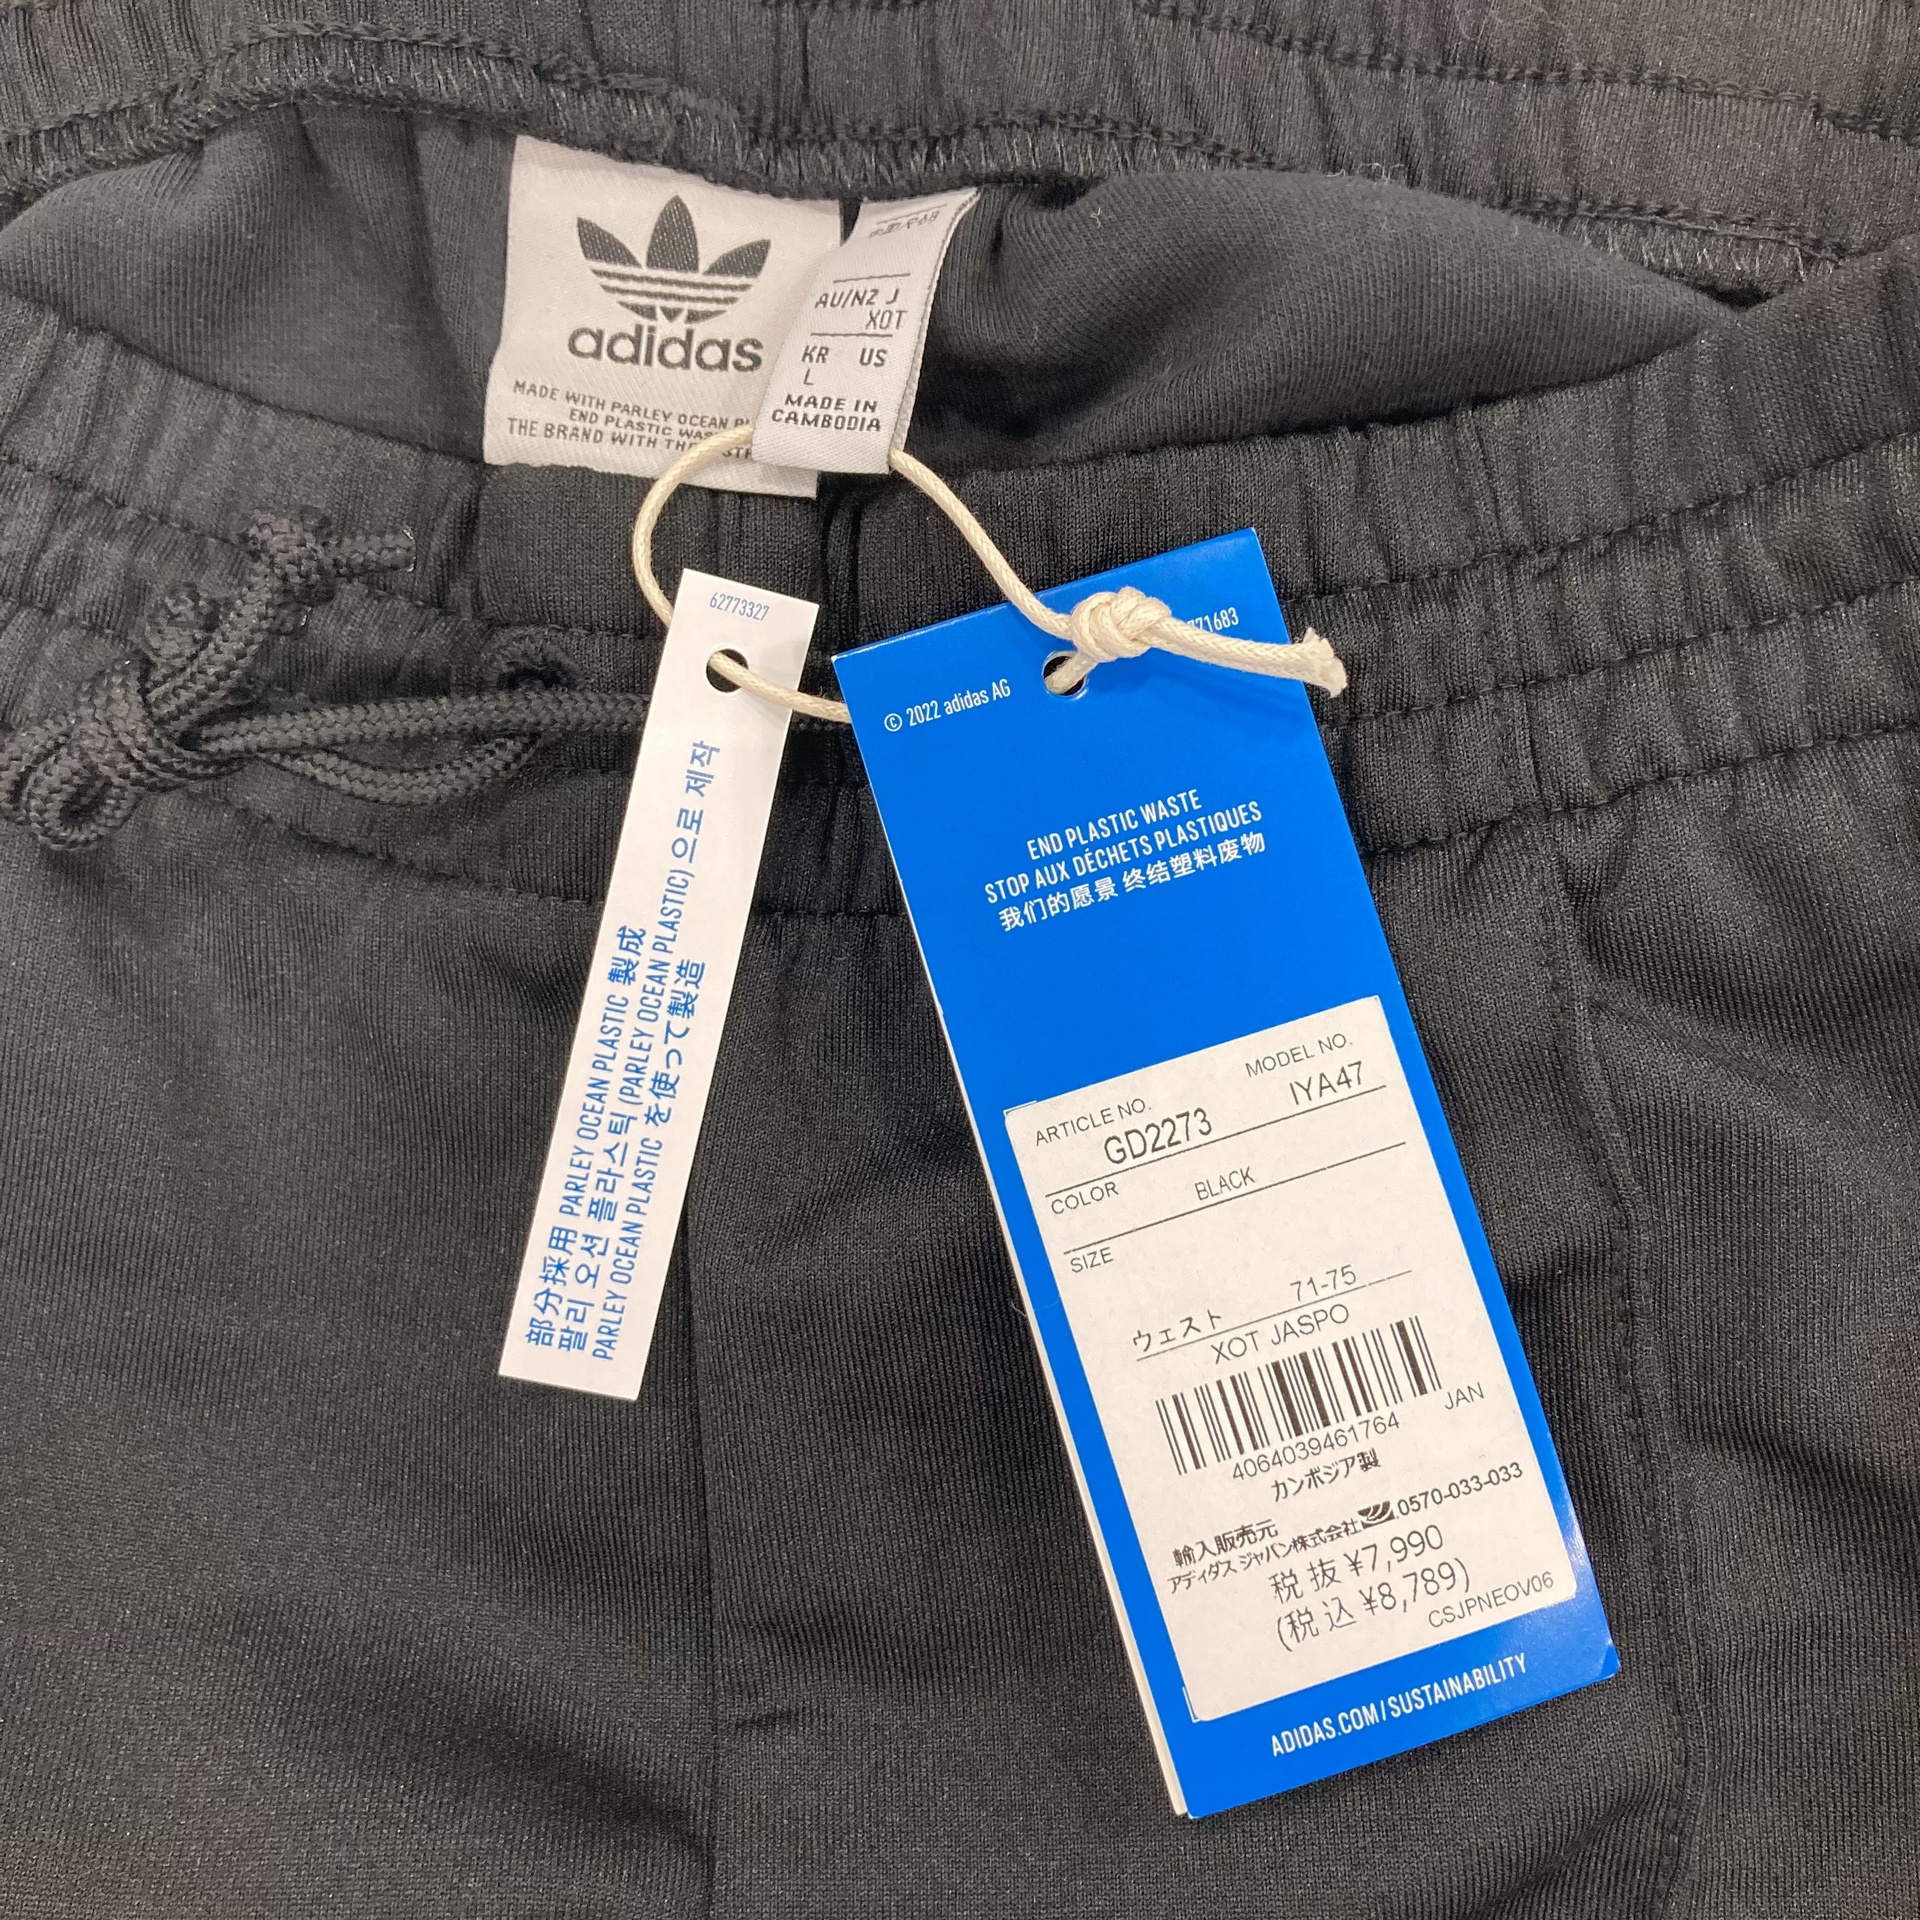 adidas
MADE WITH PARLEY OCEAN
END PLASTIC
THE BRAND WITH THE
AU/NZ J
XOT
KR US
L
MADE IN
CAMBODIA
62773327
部分採用 PARLEY OCEAN PLASTIC 製成
팔리 오션 플라스틱 (PARLEY OCEAN PLASTIC) 으로 제작
PARLEY OCEAN PLASTIC を使って製造
© 2022 adidas AG
END PLASTIC WASTE
STOP AUX DÉCHETS PLASTIQUES
我们的愿景 终结塑料废物
ARTICLE NO. MODEL NO.
GD2273 IYA47
COLOR BLACK
SIZE
ウェスト 71-75
XOT JASPO
JAN
4064039461764
カンボジア製
輸入販売元
アディダス ジャパン株式会社 0570-033-033
税抜 ¥7,990
(税込 ¥8,789)
CSJPNEOV06
ADIDAS.COM/SUSTAINABILITY